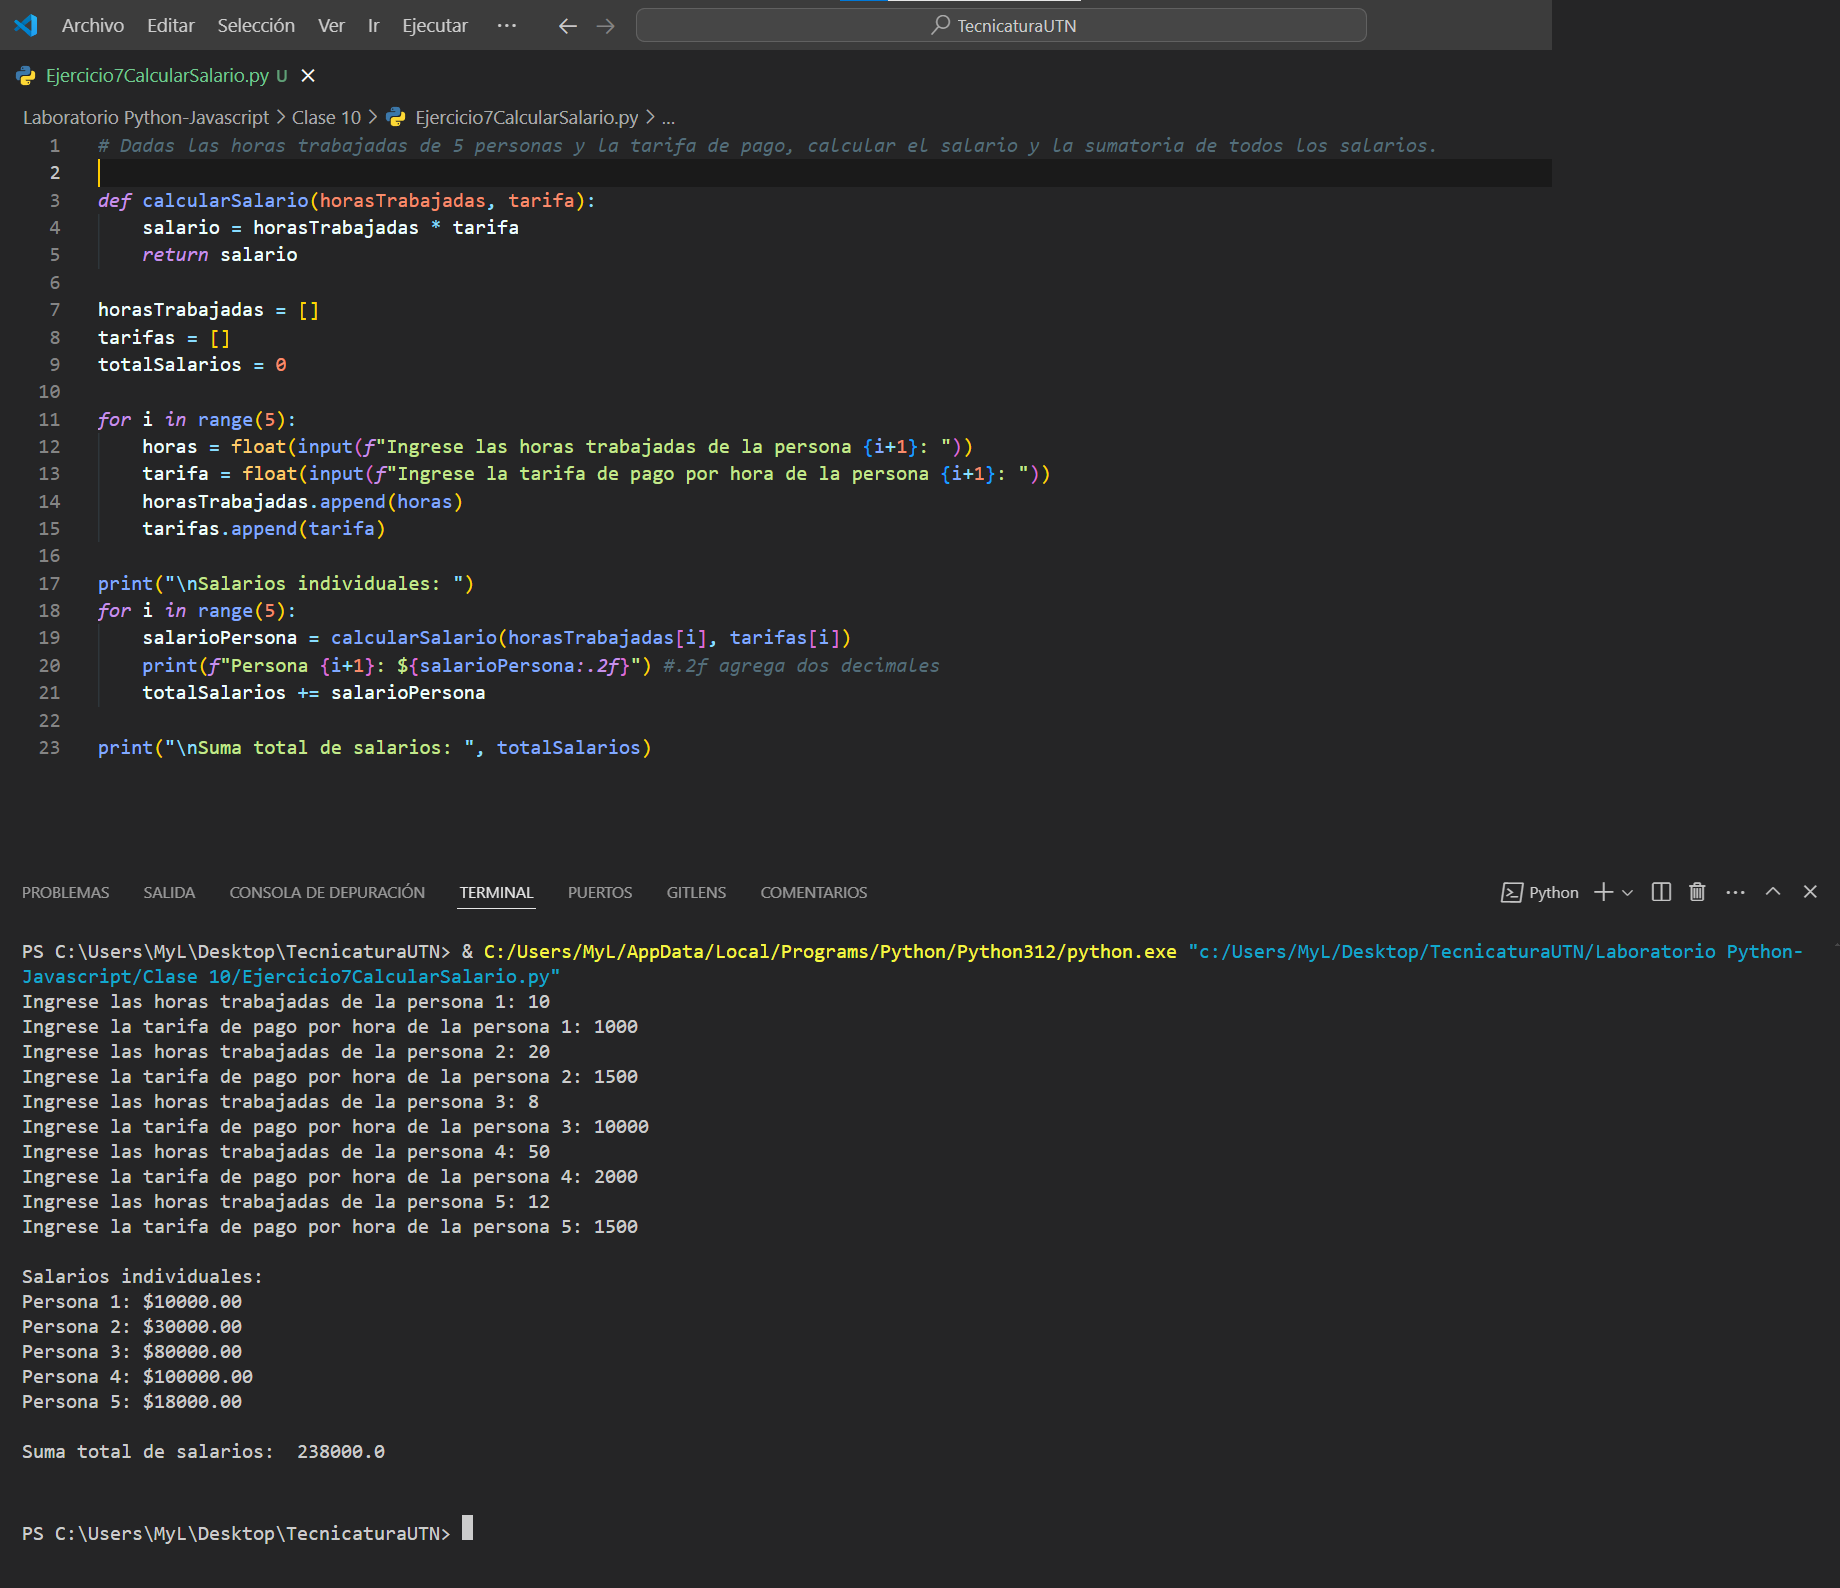 Archivo Editar Selección Ver Ir Ejecutar ··· TecnicaturaUTN
Ejercicio7CalcularSalario.py U
Laboratorio Python-Javascript > Clase 10 > Ejercicio7CalcularSalario.py > ...
1 # Dadas las horas trabajadas de 5 personas y la tarifa de pago, calcular el salario y la sumatoria de todos los salarios.
2
3 def calcularSalario(horasTrabajadas, tarifa):
4     salario = horasTrabajadas * tarifa
5     return salario
6
7 horasTrabajadas = []
8 tarifas = []
9 totalSalarios = 0
10
11 for i in range(5):
12     horas = float(input(f"Ingrese las horas trabajadas de la persona {i+1}: "))
13     tarifa = float(input(f"Ingrese la tarifa de pago por hora de la persona {i+1}: "))
14     horasTrabajadas.append(horas)
15     tarifas.append(tarifa)
16
17 print("\nSalarios individuales: ")
18 for i in range(5):
19     salarioPersona = calcularSalario(horasTrabajadas[i], tarifas[i])
20     print(f"Persona {i+1}: ${salarioPersona:.2f}") #.2f agrega dos decimales
21     totalSalarios += salarioPersona
22
23 print("\nSuma total de salarios: ", totalSalarios)
PROBLEMAS SALIDA CONSOLA DE DEPURACIÓN TERMINAL PUERTOS GITLENS COMENTARIOS Python
PS C:\Users\MyL\Desktop\TecnicaturaUTN> & C:/Users/MyL/AppData/Local/Programs/Python/Python312/python.exe "c:/Users/MyL/Desktop/TecnicaturaUTN/Laboratorio Python-
Javascript/Clase 10/Ejercicio7CalcularSalario.py"
Ingrese las horas trabajadas de la persona 1: 10
Ingrese la tarifa de pago por hora de la persona 1: 1000
Ingrese las horas trabajadas de la persona 2: 20
Ingrese la tarifa de pago por hora de la persona 2: 1500
Ingrese las horas trabajadas de la persona 3: 8
Ingrese la tarifa de pago por hora de la persona 3: 10000
Ingrese las horas trabajadas de la persona 4: 50
Ingrese la tarifa de pago por hora de la persona 4: 2000
Ingrese las horas trabajadas de la persona 5: 12
Ingrese la tarifa de pago por hora de la persona 5: 1500
Salarios individuales:
Persona 1: $10000.00
Persona 2: $30000.00
Persona 3: $80000.00
Persona 4: $100000.00
Persona 5: $18000.00
Suma total de salarios:  238000.0
PS C:\Users\MyL\Desktop\TecnicaturaUTN>